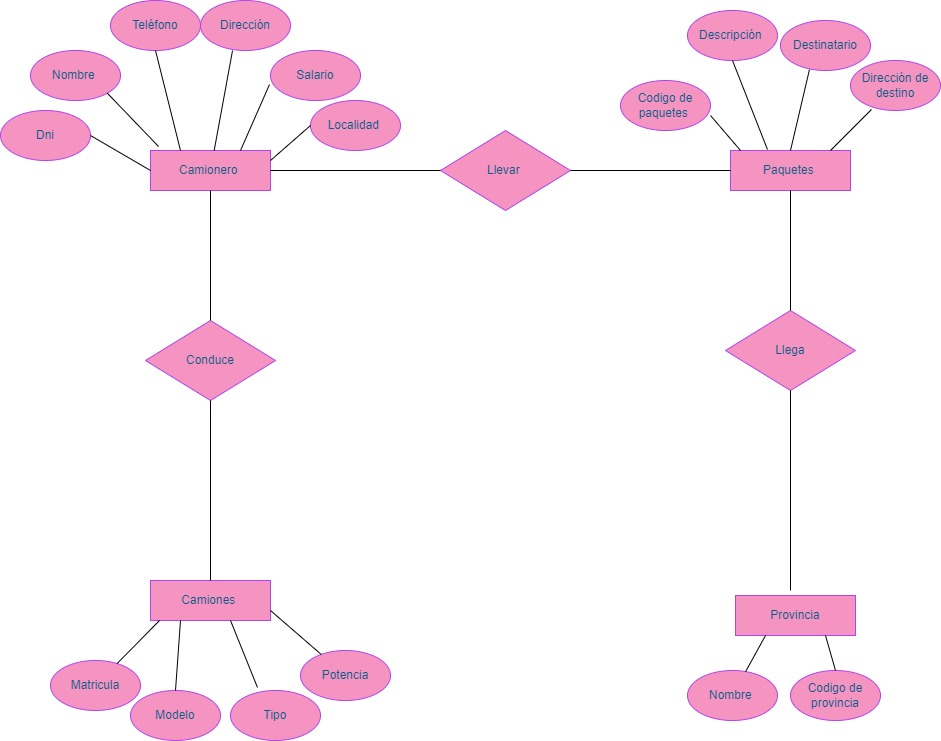 Teléfono
Dirección
Nombre
Salario
Dni
Localidad
Camionero
Llevar
Descripción
Destinatario
Dirección de
destino
Codigo de
paquetes
Paquetes
Conduce
Llega
Camiones
Provincia
Matricula
Modelo
Tipo
Potencia
Nombre
Codigo de
provincia